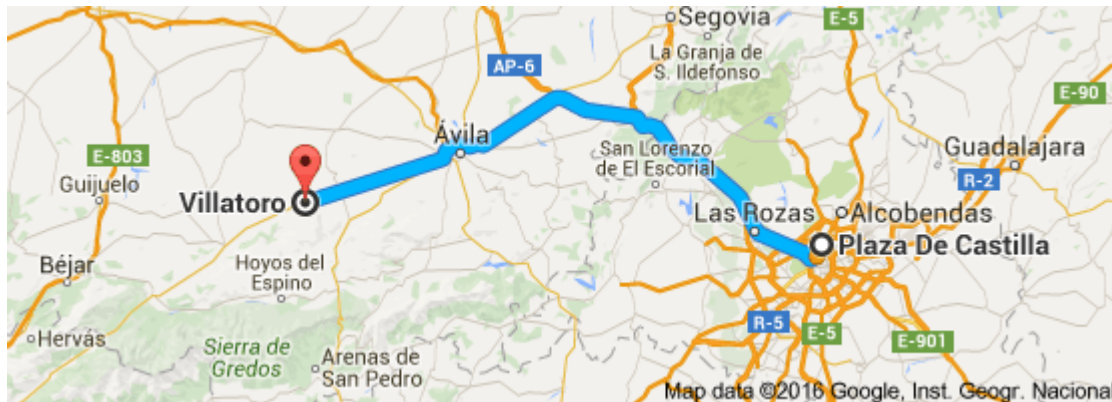 Segovia
E-5
La Granja de
S. Ildefonso
AP-6
E-90
Ávila
San Lorenzo
de El Escorial
Guadalajara
E-803
Guijuelo
R-2
Villatoro
Las Rozas
Alcobendas
Plaza De Castilla
Béjar
Hoyos del
Espino
Hervás
Sierra de
Gredos
Arenas de
San Pedro
R-5
E-5
E-901
Map data ©2016 Google, Inst. Geogr. Nacional